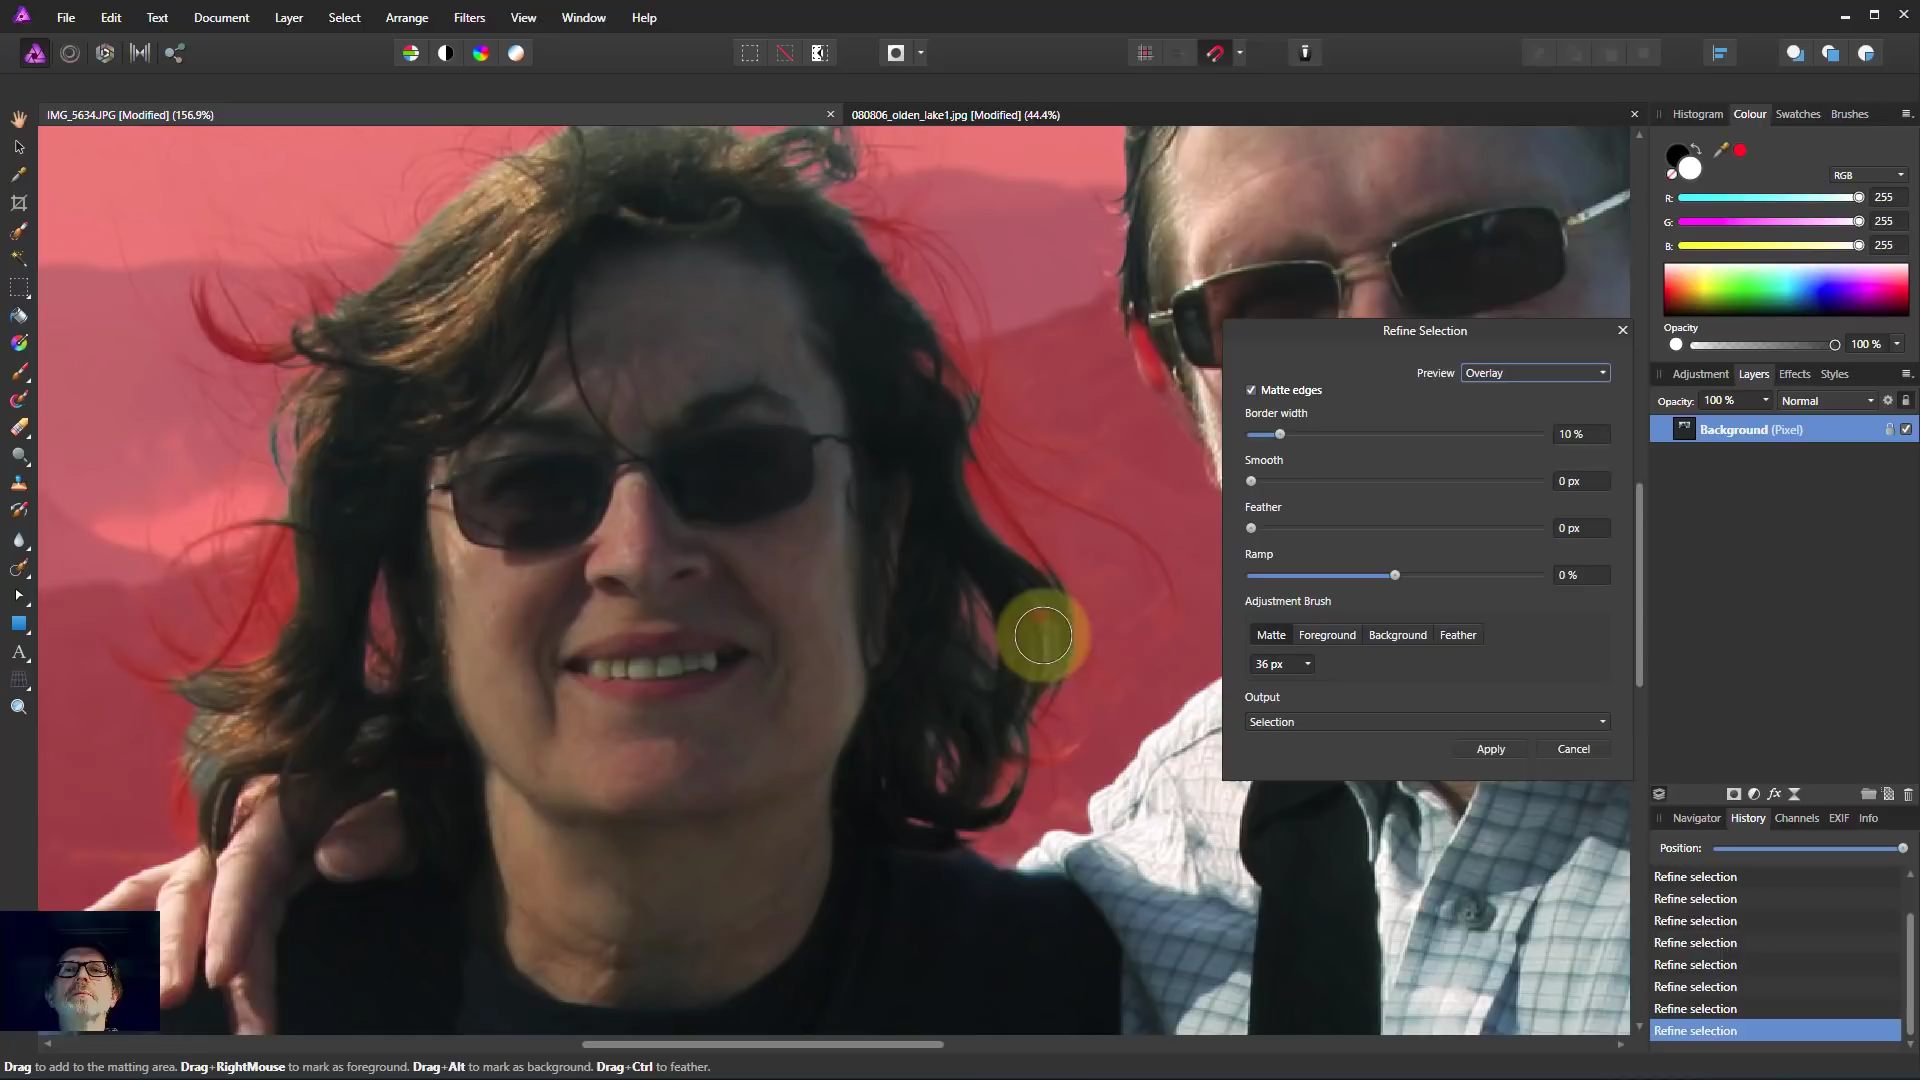 File Edit Text Document Layer Select Arrange Filters View Window Help
IMG_5634.JPG [Modified] (156.9%)
080806_olden_lake1.jpg [Modified] (44.4%)
Histogram Colour Swatches Brushes
RGB
R: 255
G: 255
B: 255
Opacity
100 %
Adjustment Layers Effects Styles
Opacity: 100 % Normal
Background (Pixel)
Refine Selection
Preview Overlay
Matte edges
Border width
10 %
Smooth
0 px
Feather
0 px
Ramp
0 %
Adjustment Brush
Matte Foreground Background Feather
36 px
Output
Selection
Apply Cancel
fx
Navigator History Channels EXIF Info
Position:
Refine selection
Refine selection
Refine selection
Refine selection
Refine selection
Refine selection
Refine selection
Refine selection
Drag to add to the matting area. Drag+RightMouse to mark as foreground. Drag+Alt to mark as background. Drag+Ctrl to feather.